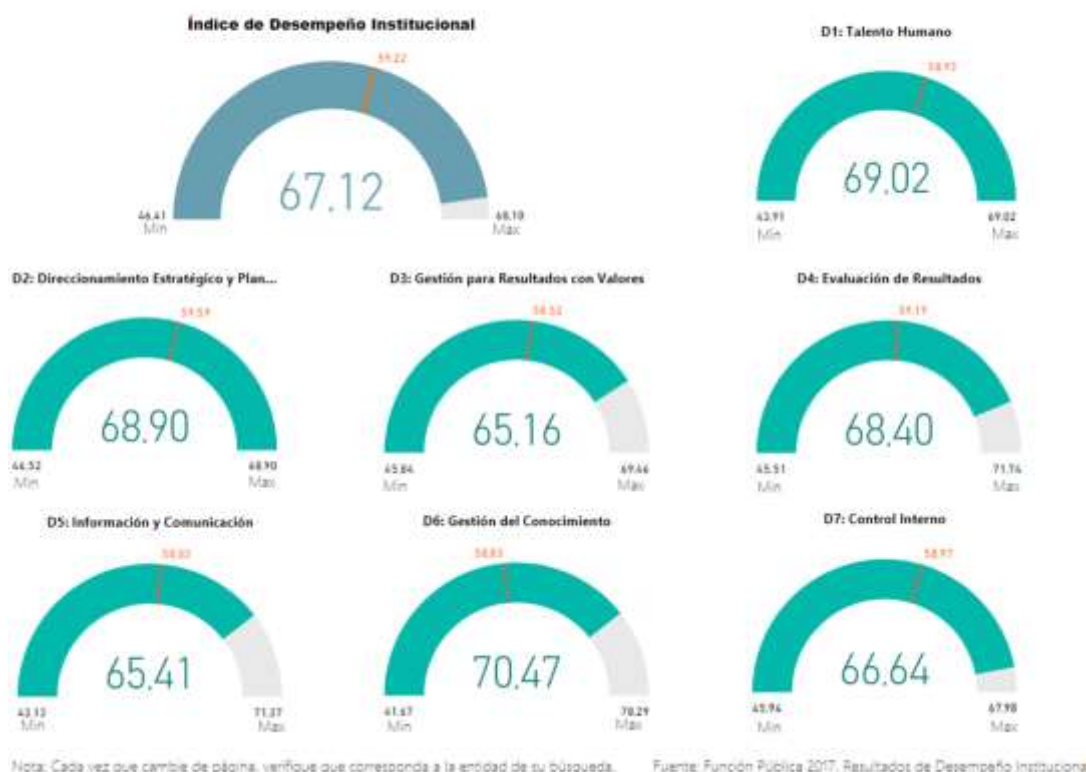 Índice de Desempeño Institucional
59.22
67.12
46.41
Min
68.10
Max
D1: Talento Humano
58.93
69.02
43.91
Min
69.02
Max
D2: Direccionamiento Estratégico y Plan...
59.59
68.90
46.52
Min
68.90
Max
D3: Gestión para Resultados con Valores
58.52
65.16
45.84
Min
69.46
Max
D4: Evaluación de Resultados
59.19
68.40
45.51
Min
71.74
Max
D5: Información y Comunicación
65.41
43.13
Min
71.37
Max
D6: Gestión del Conocimiento
58.83
70.47
41.67
Min
78.29
Max
D7: Control Interno
58.97
66.64
45.94
Min
67.98
Max
Nota: Cada vez que cambie de página, verifique que corresponda a la entidad de su búsqueda.
Fuente: Función Pública 2017. Resultados de Desempeño Instituciona